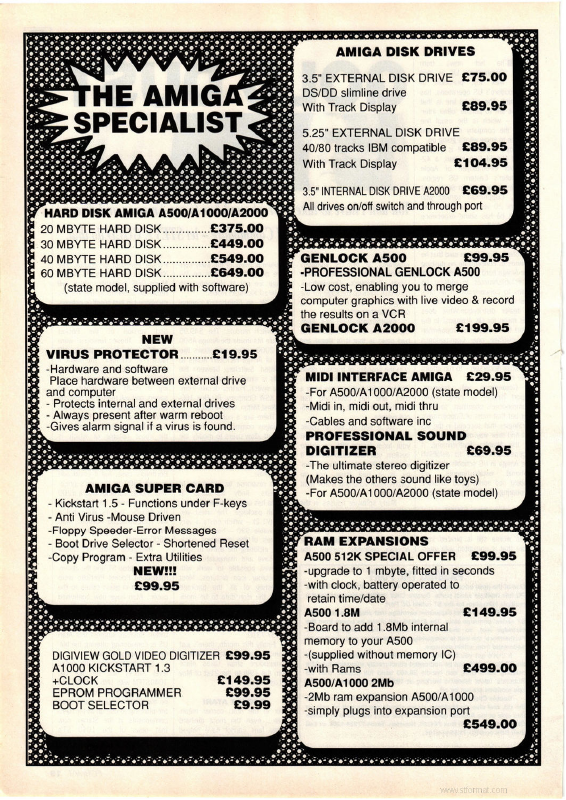 THE AMIGA
SPECIALIST
HARD DISK AMIGA A500/A1000/A2000
20 MBYTE HARD DISK..............£375.00
30 MBYTE HARD DISK..............£449.00
40 MBYTE HARD DISK..............£549.00
60 MBYTE HARD DISK..............£649.00
(state model, supplied with software)
NEW
VIRUS PROTECTOR...........£19.95
-Hardware and software
Place hardware between external drive
and computer
- Protects internal and external drives
- Always present after warm reboot
-Gives alarm signal if a virus is found.
AMIGA SUPER CARD
- Kickstart 1.5 - Functions under F-keys
- Anti Virus -Mouse Driven
-Floppy Speeder-Error Messages
- Boot Drive Selector - Shortened Reset
-Copy Program - Extra Utilities
NEW!!!
£99.95
DIGIVIEW GOLD VIDEO DIGITIZER £99.95
A1000 KICKSTART 1.3
+CLOCK £149.95
EPROM PROGRAMMER £99.95
BOOT SELECTOR £9.99
AMIGA DISK DRIVES
3.5" EXTERNAL DISK DRIVE £75.00
DS/DD slimline drive
With Track Display £89.95
5.25" EXTERNAL DISK DRIVE
40/80 tracks IBM compatible £89.95
With Track Display £104.95
3.5" INTERNAL DISK DRIVE A2000 £69.95
All drives on/off switch and through port
GENLOCK A500 £99.95
-PROFESSIONAL GENLOCK A500
-Low cost, enabling you to merge
computer graphics with live video & record
the results on a VCR
GENLOCK A2000 £199.95
MIDI INTERFACE AMIGA £29.95
-For A500/A1000/A2000 (state model)
-Midi in, midi out, midi thru
-Cables and software inc
PROFESSIONAL SOUND
DIGITIZER £69.95
-The ultimate stereo digitizer
(Makes the others sound like toys)
-For A500/A1000/A2000 (state model)
RAM EXPANSIONS
A500 512K SPECIAL OFFER £99.95
-upgrade to 1 mbyte, fitted in seconds
-with clock, battery operated to
retain time/date
A500 1.8M £149.95
-Board to add 1.8Mb internal
memory to your A500
-(supplied without memory IC)
-with Rams £499.00
A500/A1000 2Mb
-2Mb ram expansion A500/A1000
-simply plugs into expansion port
£549.00
www.stformat.com